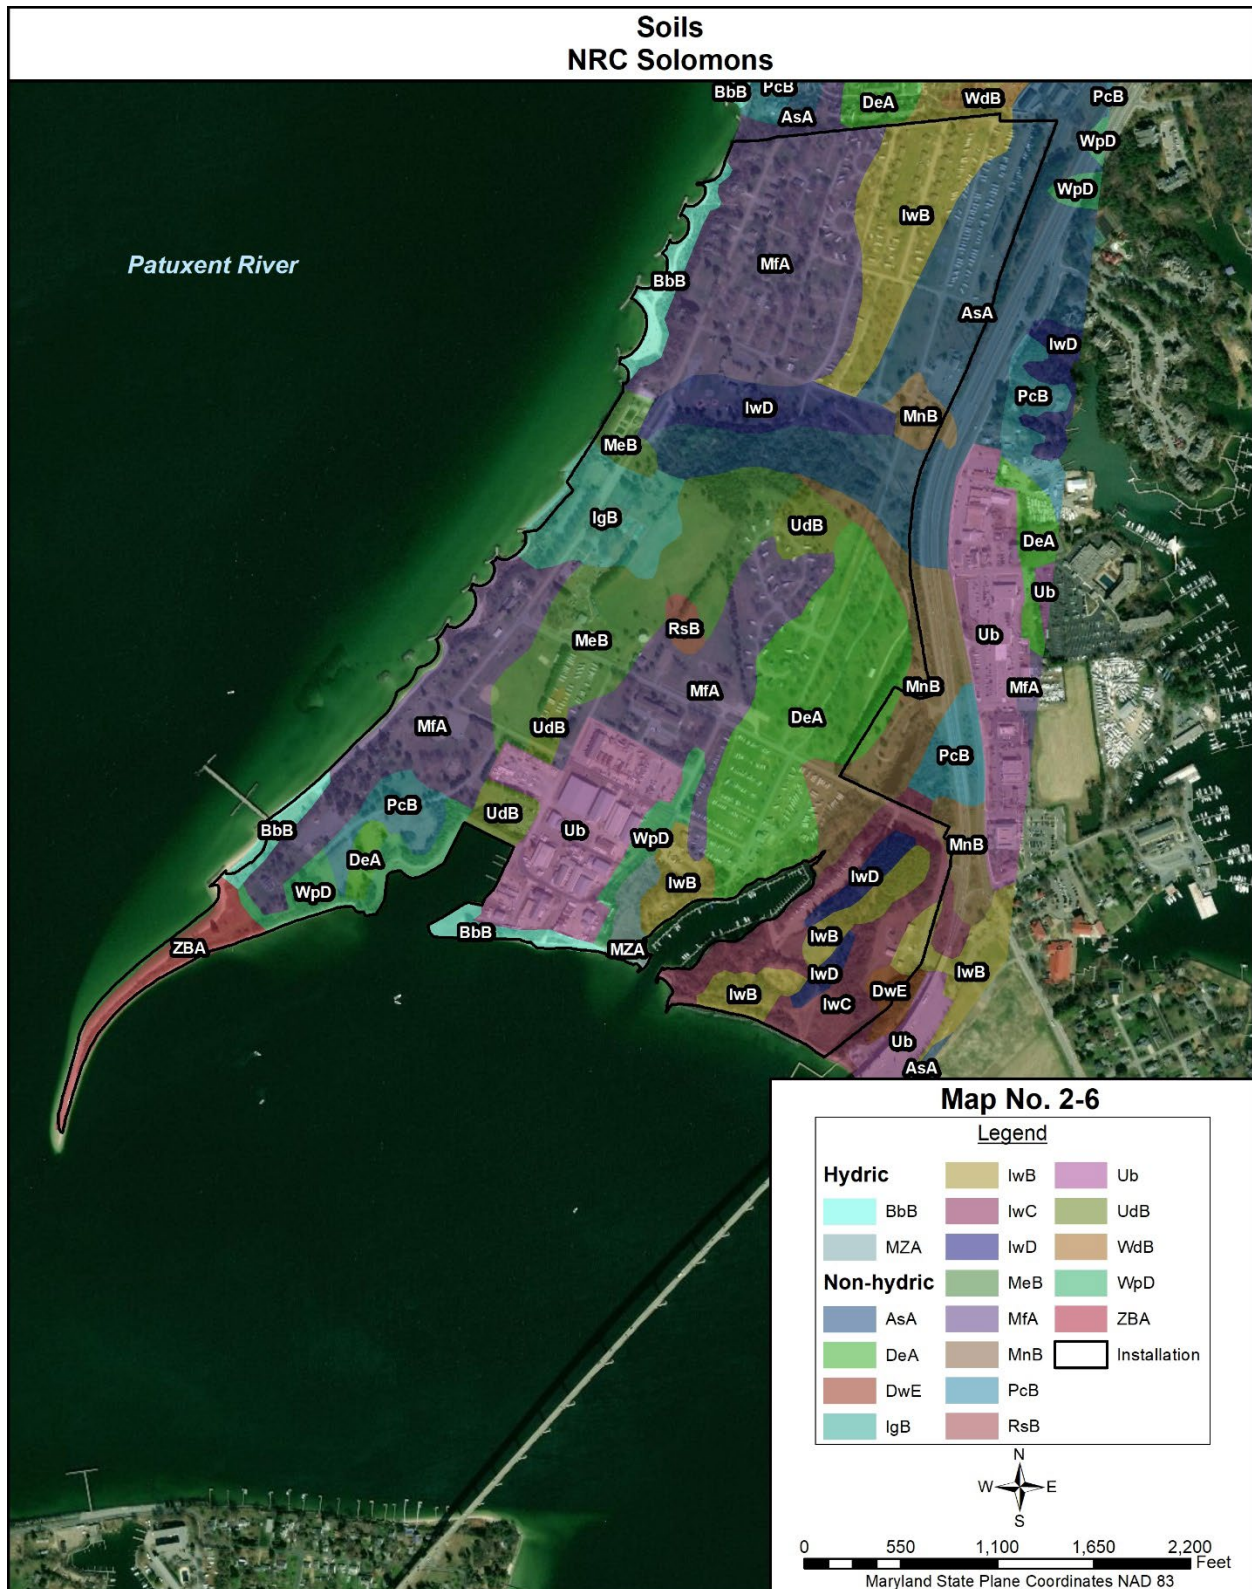 Soils
NRC Solomons
BbB
PcB
DeA
WdB
PcB
AsA
WpD
WpD
IwB
Patuxent River
MfA
BbB
AsA
IwD
PcB
IwD
MnB
MeB
IgB
UdB
DeA
Ub
RsB
MeB
Ub
MfA
MnB
MfA
DeA
MfA
UdB
PcB
PcB
UdB
BbB
Ub
WpD
MnB
DeA
IwD
WpD
IwB
BbB
IwB
ZBA
MZA
IwD
IwB
DwE
IwB
IwC
Ub
AsA
Map No. 2-6
Legend
Hydric
BbB
MZA
Non-hydric
AsA
DeA
DwE
IgB
IwB
IwC
IwD
MeB
MfA
MnB
PcB
RsB
Ub
UdB
WdB
WpD
ZBA
Installation
N
W E
S
0 550 1,100 1,650 2,200
Feet
Maryland State Plane Coordinates NAD 83